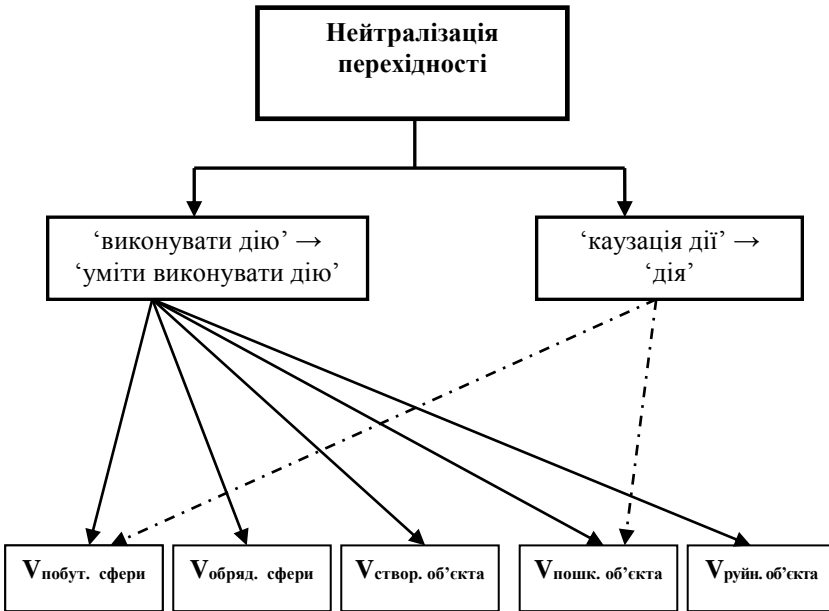 Нейтралізація
перехідності
‘виконувати дію’ →
‘уміти виконувати дію’
‘каузація дії’ →
‘дія’
Vпобут. сфери
Vобряд. сфери
Vствор. об’єкта
Vпошк. об’єкта
Vруйн. об’єкта